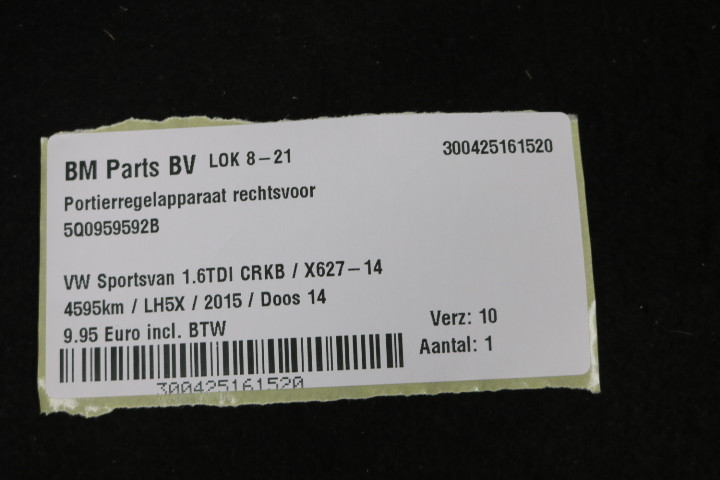 BM Parts BV LOK 8-21 300425161520
Portierregelapparaat rechtsvoor
5Q0959592B
VW Sportsvan 1.6TDI CRKB / X627-14
4595km / LH5X / 2015 / Doos 14
9.95 Euro incl. BTW
Verz: 10
Aantal: 1
300425161520